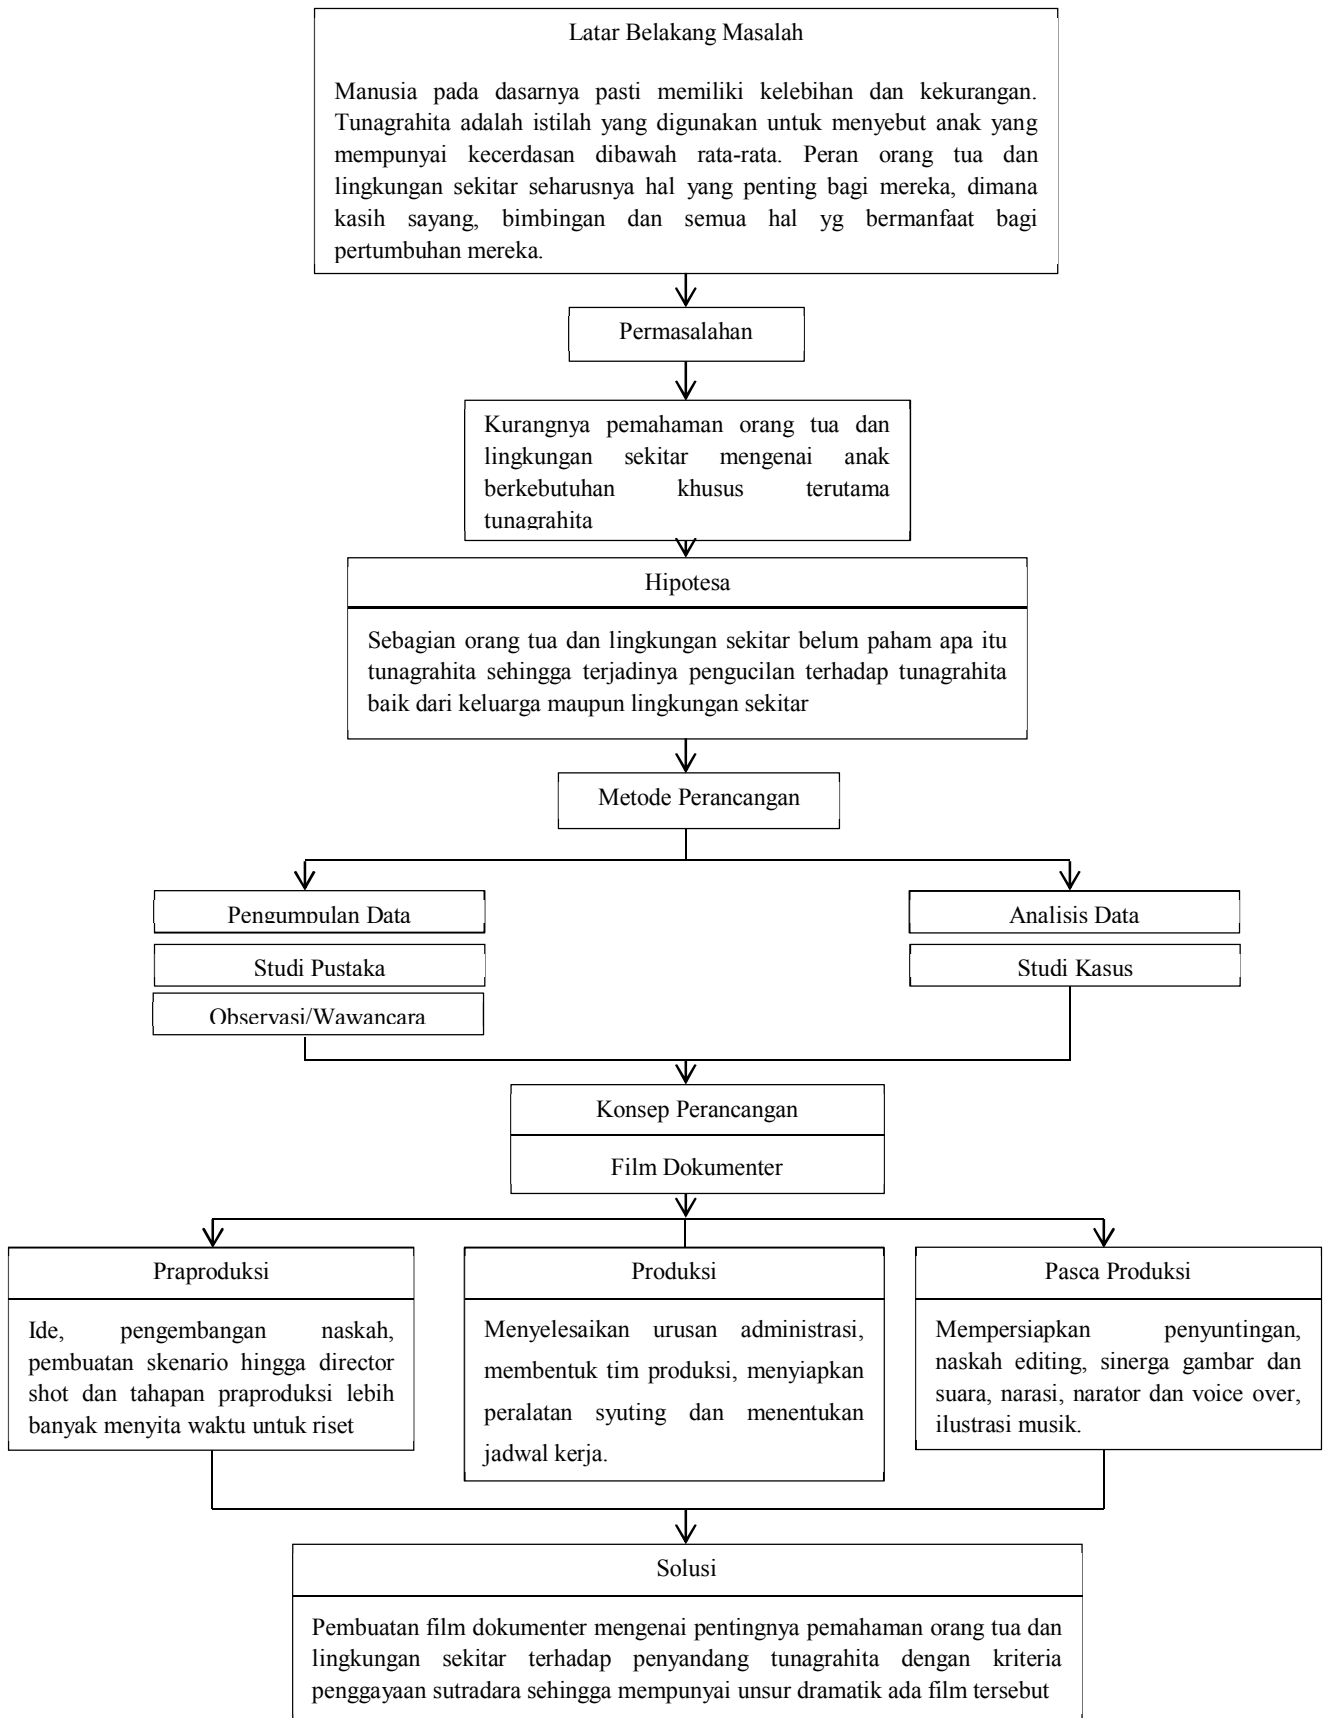 Latar Belakang Masalah
Manusia pada dasarnya pasti memiliki kelebihan dan kekurangan.
Tunagrahita adalah istilah yang digunakan untuk menyebut anak yang
mempunyai kecerdasan dibawah rata-rata. Peran orang tua dan
lingkungan sekitar seharusnya hal yang penting bagi mereka, dimana
kasih sayang, bimbingan dan semua hal yg bermanfaat bagi
pertumbuhan mereka.
Permasalahan
Kurangnya pemahaman orang tua dan
lingkungan sekitar mengenai anak
berkebutuhan khusus terutama
tunagrahita
Hipotesa
Sebagian orang tua dan lingkungan sekitar belum paham apa itu
tunagrahita sehingga terjadinya pengucilan terhadap tunagrahita
baik dari keluarga maupun lingkungan sekitar
Metode Perancangan
Pengumpulan Data
Studi Pustaka
Observasi/Wawancara
Analisis Data
Studi Kasus
Konsep Perancangan
Film Dokumenter
Praproduksi
Ide, pengembangan naskah,
pembuatan skenario hingga director
shot dan tahapan praproduksi lebih
banyak menyita waktu untuk riset
Produksi
Menyelesaikan urusan administrasi,
membentuk tim produksi, menyiapkan
peralatan syuting dan menentukan
jadwal kerja.
Pasca Produksi
Mempersiapkan penyuntingan,
naskah editing, sinerga gambar dan
suara, narasi, narator dan voice over,
ilustrasi musik.
Solusi
Pembuatan film dokumenter mengenai pentingnya pemahaman orang tua dan
lingkungan sekitar terhadap penyandang tunagrahita dengan kriteria
penggayaan sutradara sehingga mempunyai unsur dramatik ada film tersebut